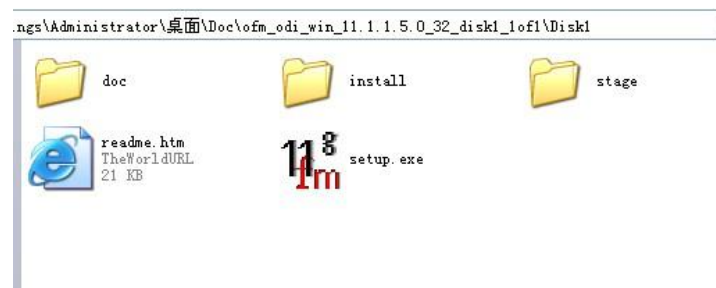 .ngs\Administrator\桌面\Doc\ofm_odi_win_11.1.1.5.0_32_disk1_1of1\Disk1
doc
install
stage
readme.htm
TheWorldURL
21 KB
11g
fm
setup.exe